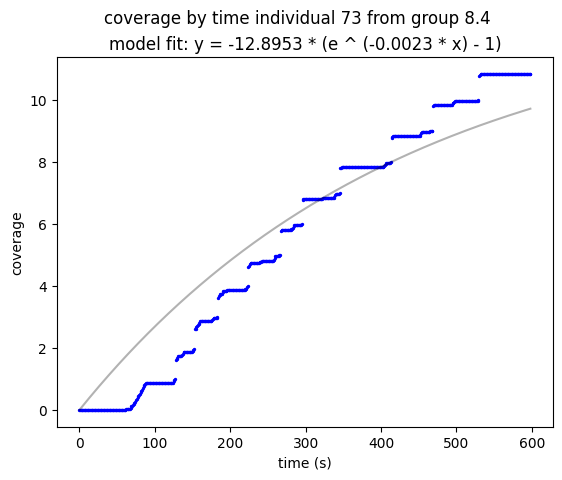 coverage by time individual 73 from group 8.4
model fit: y = -12.8953 * (e ^ (-0.0023 * x) - 1)
10
8
6
4
2
0
coverage
0 100 200 300 400 500 600
time (s)